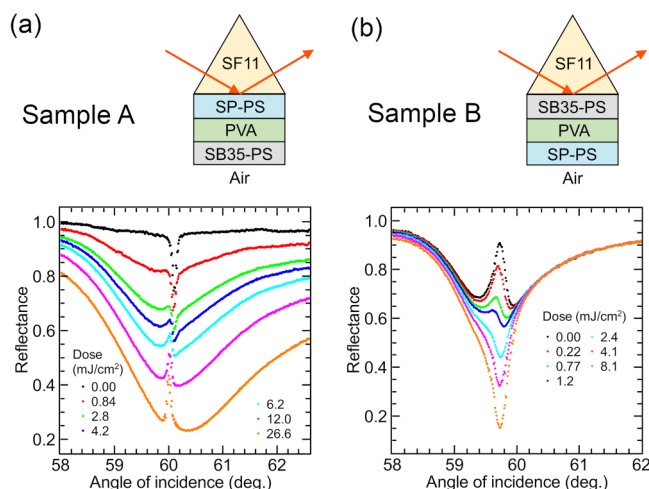 (a)
Sample A
SF11
SP-PS
PVA
SB35-PS
Air
Reflectance
1.0
0.8
0.6
0.4
0.2
Dose
(mJ/cm²)
0.00
0.84
2.8
4.2
6.2
12.0
26.6
58 59 60 61 62
Angle of incidence (deg.)
(b)
Sample B
SF11
SB35-PS
PVA
SP-PS
Air
Reflectance
1.0
0.8
0.6
0.4
0.2
Dose (mJ/cm²)
0.00
0.22
0.77
1.2
2.4
4.1
8.1
58 59 60 61 62
Angle of incidence (deg.)